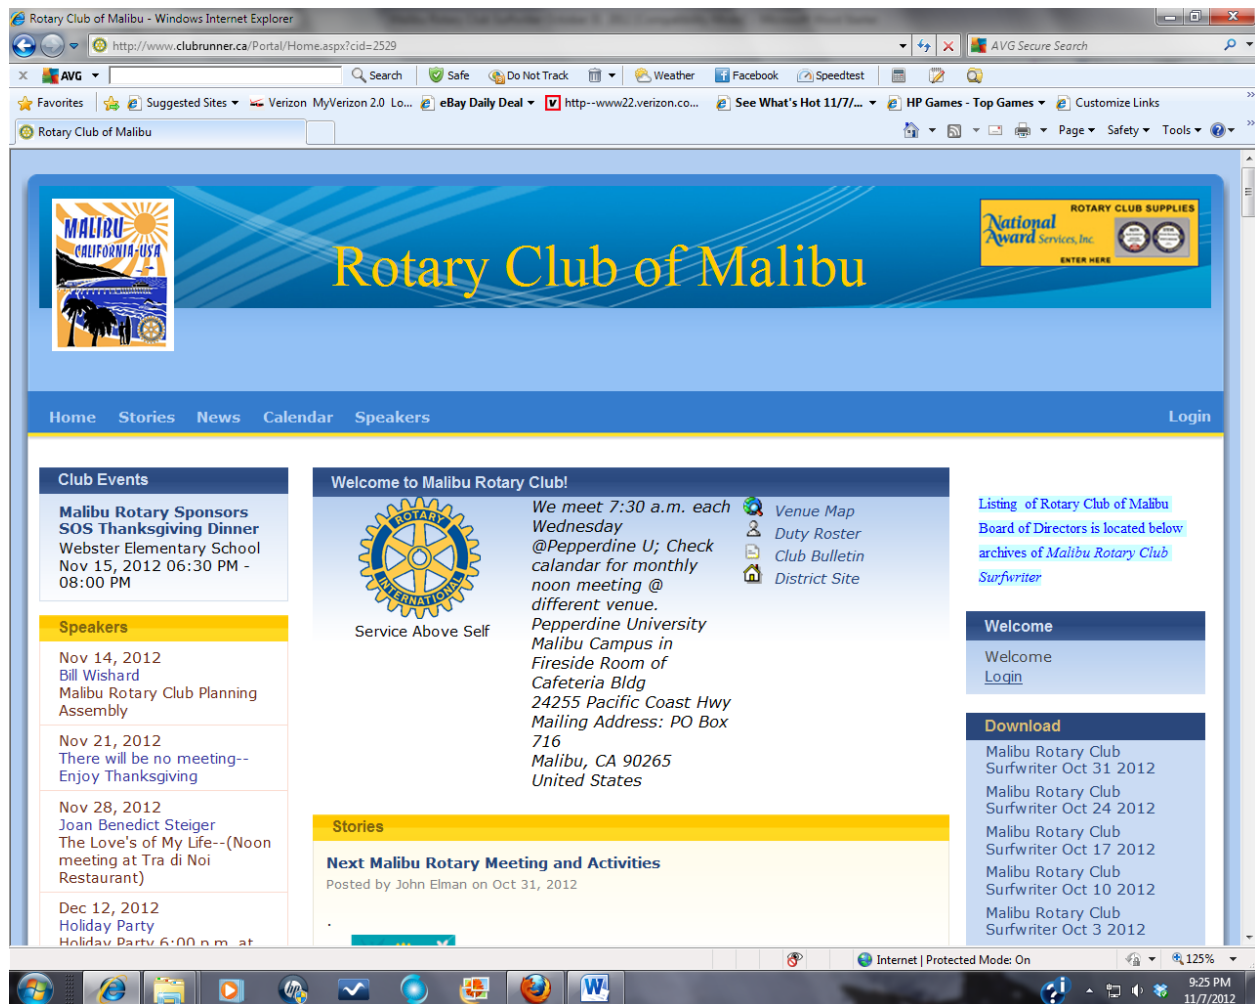 Rotary Club of Malibu - Windows Internet Explorer
http://www.clubrunner.ca/Portal/Home.aspx?cid=2529
AVG Secure Search
x AVG Search Safe Do Not Track Weather Facebook Speedtest
Favorites Suggested Sites Verizon MyVerizon 2.0 Lo... eBay Daily Deal http--www22.verizon.co... See What's Hot 11/7/... HP Games - Top Games Customize Links
Rotary Club of Malibu
Page Safety Tools
MALIBU
CALIFORNIA-USA
Rotary Club of Malibu
ROTARY CLUB SUPPLIES
National
Award Services, Inc.
ENTER HERE
Home Stories News Calendar Speakers Login
Club Events
Malibu Rotary Sponsors
SOS Thanksgiving Dinner
Webster Elementary School
Nov 15, 2012 06:30 PM -
08:00 PM
Speakers
Nov 14, 2012
Bill Wishard
Malibu Rotary Club Planning
Assembly
Nov 21, 2012
There will be no meeting--
Enjoy Thanksgiving
Nov 28, 2012
Joan Benedict Steiger
The Love's of My Life--(Noon
meeting at Tra di Noi
Restaurant)
Dec 12, 2012
Holiday Party
Holiday Party 6:00 p.m. at
Welcome to Malibu Rotary Club!
ROTARY
INTERNATIONAL
Service Above Self
We meet 7:30 a.m. each
Wednesday
@Pepperdine U; Check
calandar for monthly
noon meeting @
different venue.
Pepperdine University
Malibu Campus in
Fireside Room of
Cafeteria Bldg
24255 Pacific Coast Hwy
Mailing Address: PO Box
716
Malibu, CA 90265
United States
Venue Map
Duty Roster
Club Bulletin
District Site
Stories
Next Malibu Rotary Meeting and Activities
Posted by John Elman on Oct 31, 2012
.
Listing of Rotary Club of Malibu
Board of Directors is located below
archives of Malibu Rotary Club
Surfwriter
Welcome
Welcome
Login
Download
Malibu Rotary Club
Surfwriter Oct 31 2012
Malibu Rotary Club
Surfwriter Oct 24 2012
Malibu Rotary Club
Surfwriter Oct 17 2012
Malibu Rotary Club
Surfwriter Oct 10 2012
Malibu Rotary Club
Surfwriter Oct 3 2012
Internet | Protected Mode: On 125%
9:25 PM
11/7/2012